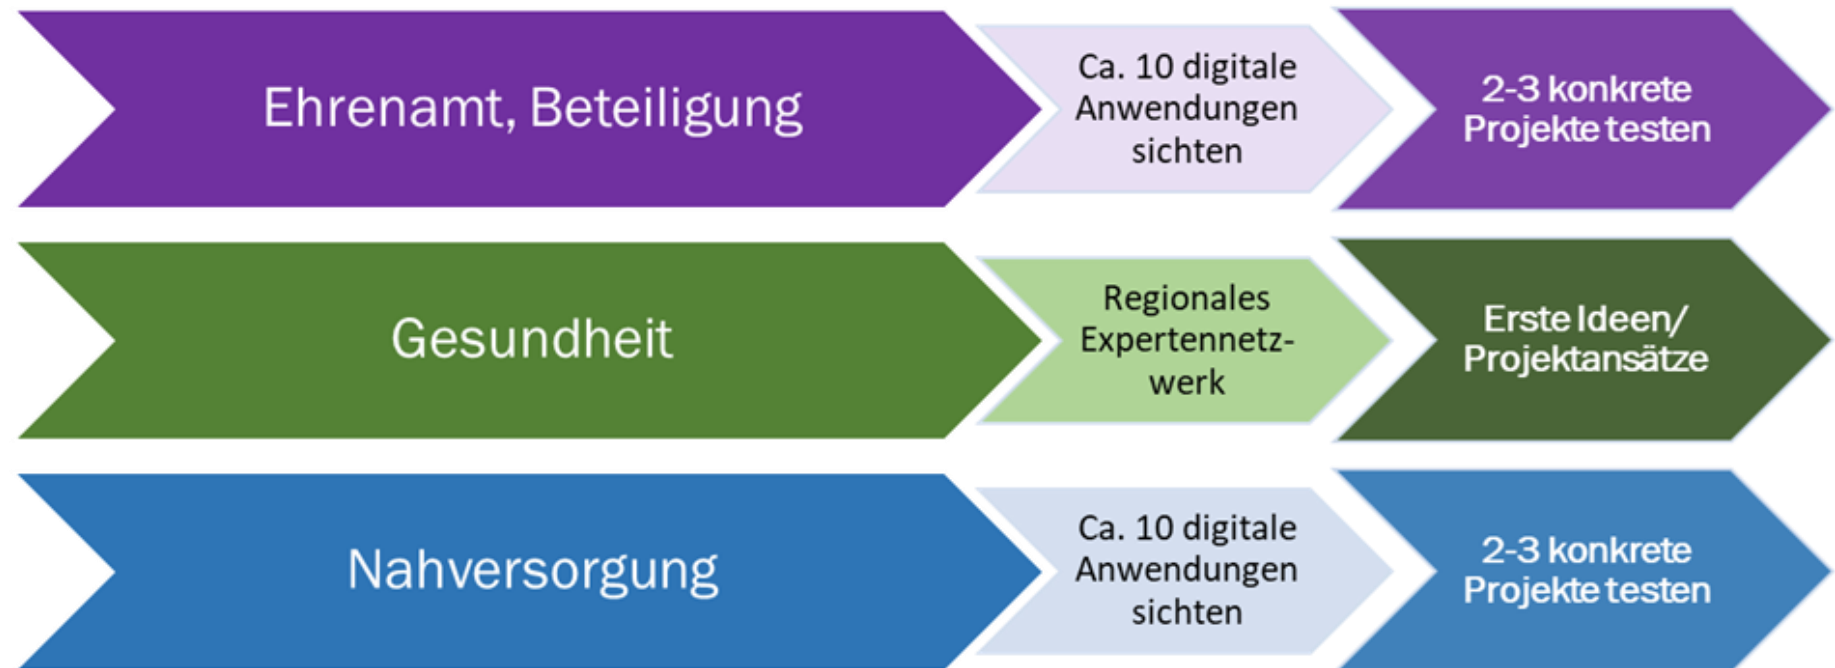 Ehrenamt, Beteiligung
Ca. 10 digitale
Anwendungen
sichten
2-3 konkrete
Projekte testen
Gesundheit
Regionales
Expertennetz-
werk
Erste Ideen/
Projektansätze
Nahversorgung
Ca. 10 digitale
Anwendungen
sichten
2-3 konkrete
Projekte testen